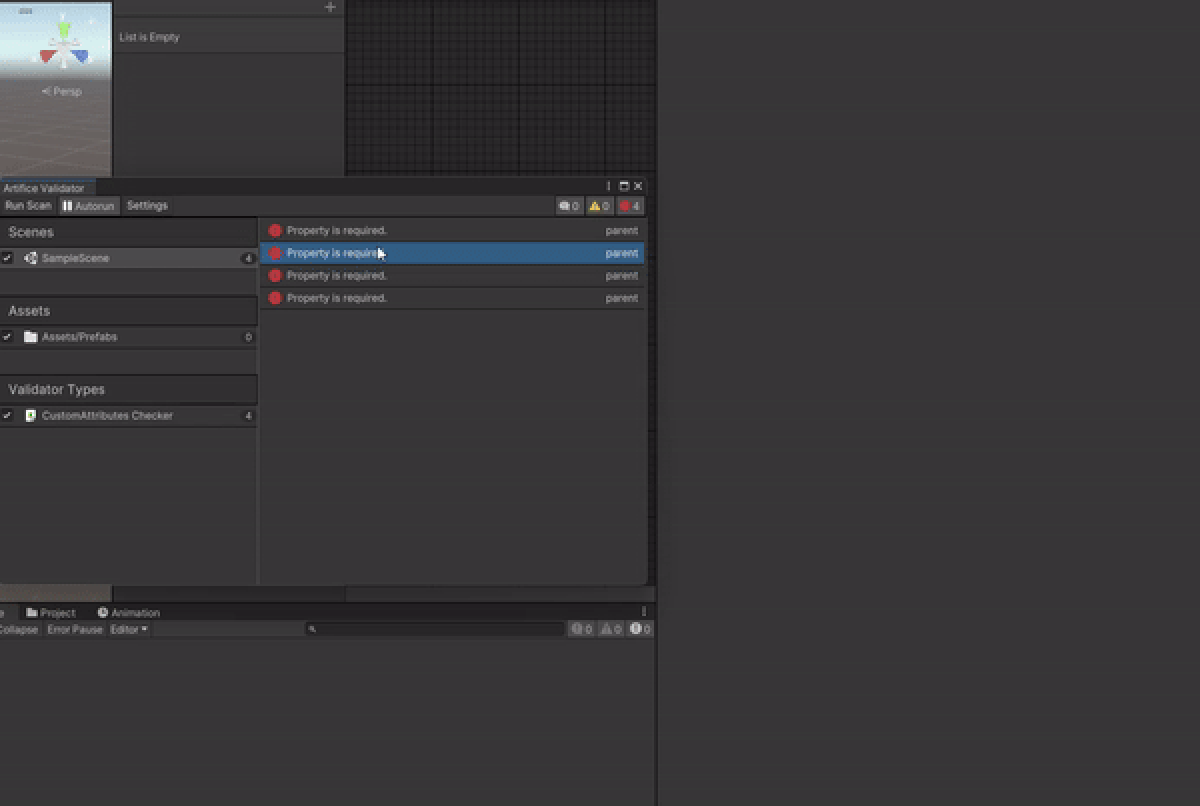 +
List is Empty
Y
< Persp
Artifice Validator
Run Scan Autorun Settings 0 0 4
Scenes
SampleScene 4
Assets
Assets/Prefabs 0
Validator Types
CustomAttributes Checker 4
Property is required. parent
Property is require parent
Property is required. parent
Property is required. parent
e Project Animation
Collapse Error Pause Editor 0 0 0